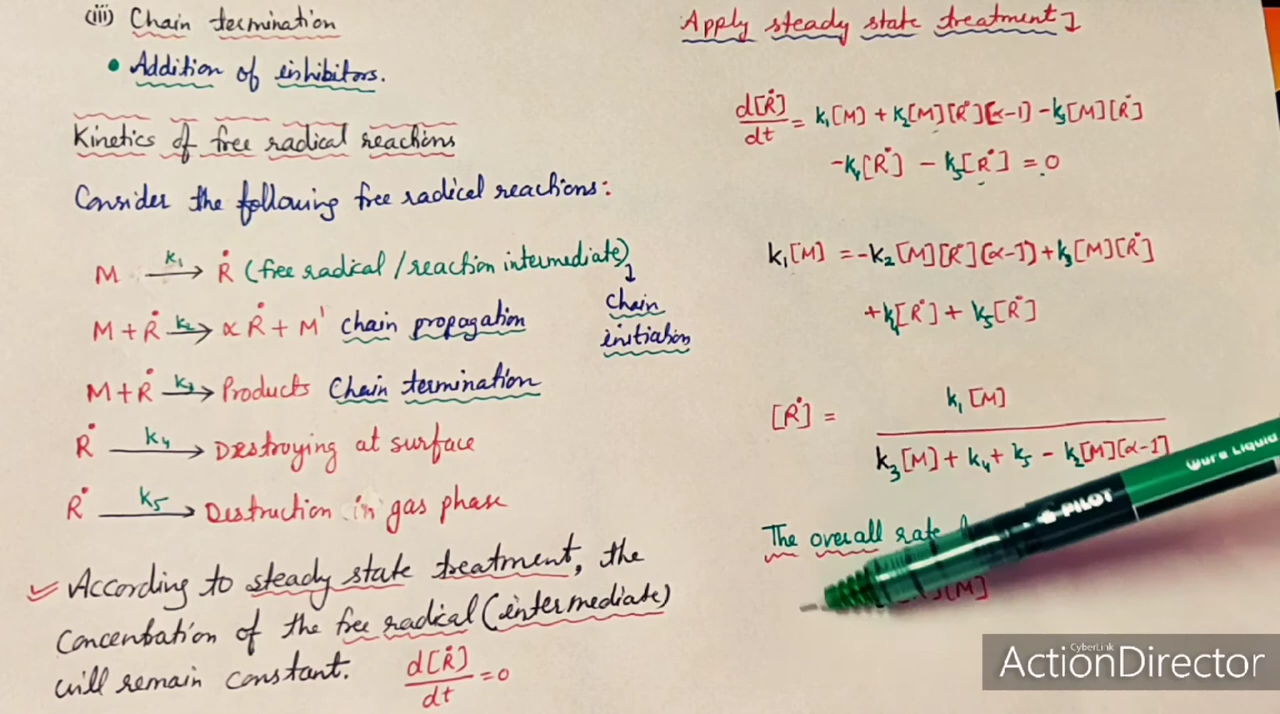 (iii) Chain termination
• Addition of inhibitors.
Kinetics of free radical reactions
Consider the following free radical reactions:
M —k₁→ Ṙ (free radical / reaction intermediate)
↓
Chain
initiation
M + Ṙ —k₂→ ∝ Ṙ + M' Chain propagation
M + Ṙ —k₃→ Products Chain termination
R• —k₄→ Destroying at surface
R• —k₅→ Destruction in gas phase
According to steady state treatment, the
Concentration of the free radical (intermediate)
will remain constant. d[Ṙ]/dt = 0
Apply steady state treatment
d[Ṙ]/dt = k₁[M] + k₂[M][R•](∝-1] - k₃[M][Ṙ]
-k₄[R•] - k₅[R•] = 0
k₁[M] = -k₂[M][R•](∝-1) + k₃[M][Ṙ]
+ k₄[R•] + k₅[R•]
[R•] = k₁[M] / k₃[M] + k₄ + k₅ - k₂[M][∝-1]
The overall rate
[M]
PILOT
Pure Liquid
CyberLink
ActionDirector